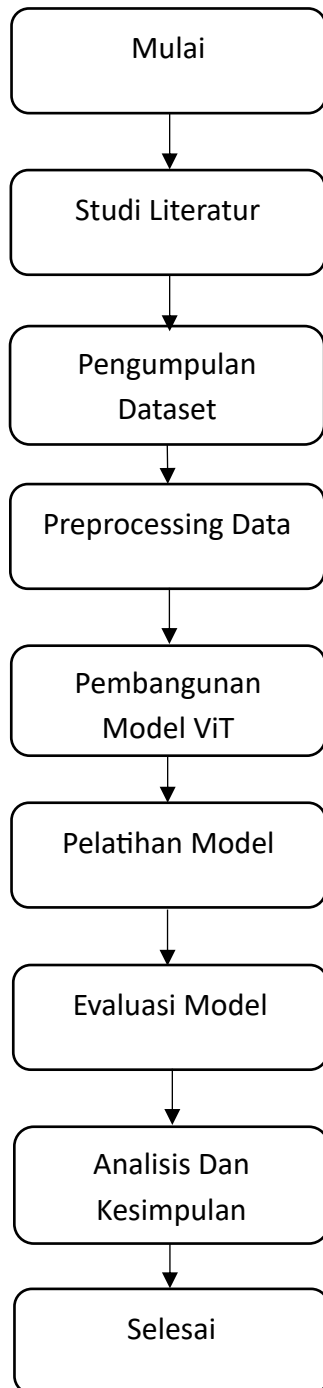 Mulai
Studi Literatur
Pengumpulan
Dataset
Preprocessing Data
Pembangunan
Model ViT
Pelatihan Model
Evaluasi Model
Analisis Dan
Kesimpulan
Selesai